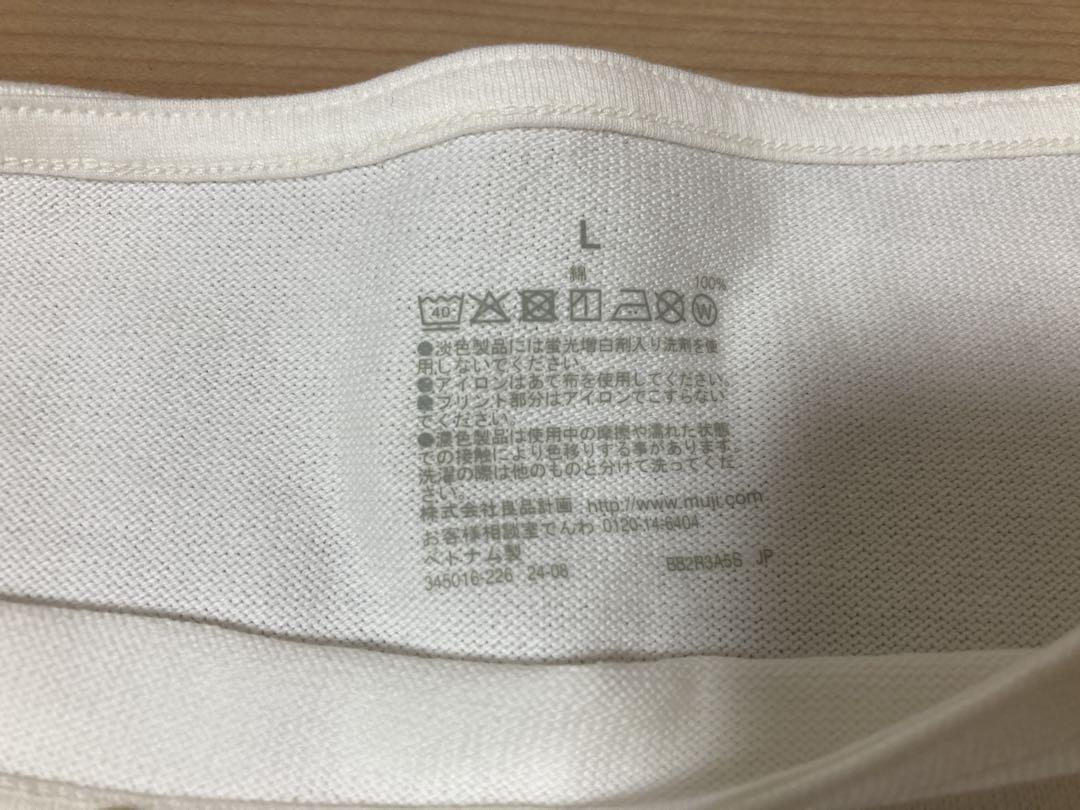 L
綿 100%
40
W
●淡色製品には蛍光増白剤入り洗剤を使
用しないでください。
●アイロンはあて布を使用してください。
●プリント部分はアイロンでこすらない
でください。
●濃色製品は使用中の摩擦や濡れた状態
での接触により色移りする事があります。
洗濯の際は他のものと分けて洗ってくだ
さい。
株式会社良品計画 http://www.muji.com
お客様相談室でんわ 0120-14-6404
ベトナム製
345016-226 24-08 BB2R3A5S JP